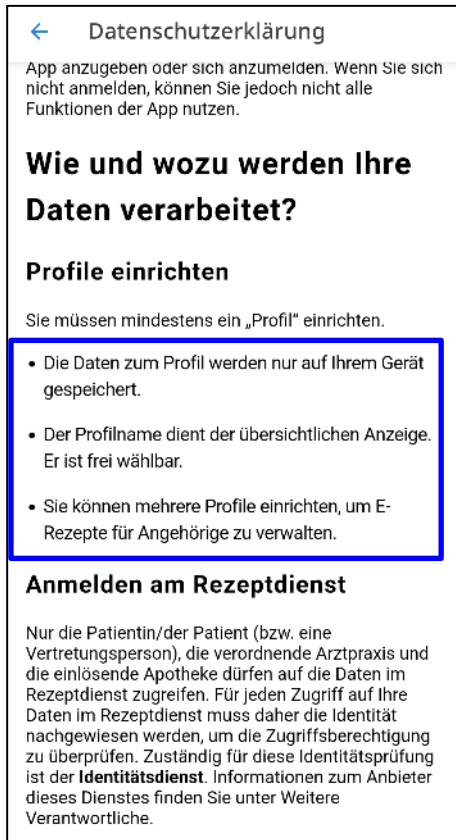 Datenschutzerklärung
App anzugeben oder sich anzumelden. Wenn Sie sich
nicht anmelden, können Sie jedoch nicht alle
Funktionen der App nutzen.
Wie und wozu werden Ihre
Daten verarbeitet?
Profile einrichten
Sie müssen mindestens ein „Profil" einrichten.
• Die Daten zum Profil werden nur auf Ihrem Gerät
gespeichert.
• Der Profilname dient der übersichtlichen Anzeige.
Er ist frei wählbar.
• Sie können mehrere Profile einrichten, um E-
Rezepte für Angehörige zu verwalten.
Anmelden am Rezeptdienst
Nur die Patientin/der Patient (bzw. eine
Vertretungsperson), die verordnende Arztpraxis und
die einlösende Apotheke dürfen auf die Daten im
Rezeptdienst zugreifen. Für jeden Zugriff auf Ihre
Daten im Rezeptdienst muss daher die Identität
nachgewiesen werden, um die Zugriffsberechtigung
zu überprüfen. Zuständig für diese Identitätsprüfung
ist der Identitätsdienst. Informationen zum Anbieter
dieses Dienstes finden Sie unter Weitere
Verantwortliche.